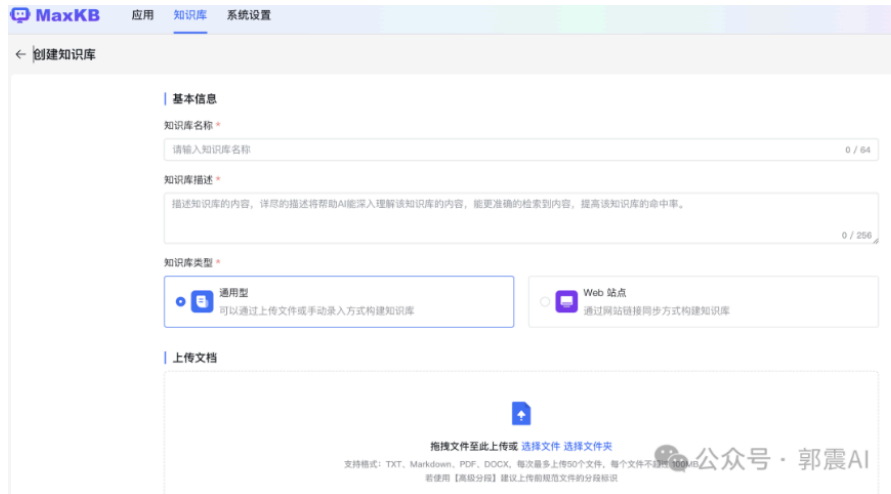 MaxKB 应用 知识库 系统设置
← 创建知识库
基本信息
知识库名称 *
请输入知识库名称 0 / 64
知识库描述 *
描述知识库的内容，详尽的描述将帮助AI能深入理解该知识库的内容，能更准确的检索到内容，提高该知识库的命中率。
0 / 256
知识库类型 *
通用型
可以通过上传文件或手动录入方式构建知识库
Web 站点
通过网站链接同步方式构建知识库
上传文档
拖拽文件至此上传或 选择文件 选择文件夹
支持格式：TXT、Markdown、PDF、DOCX，每次最多上传50个文件，每个文件不 100MB
若使用【高级分段】建议上传前规范文件的分段标识
公众号 · 郭震AI